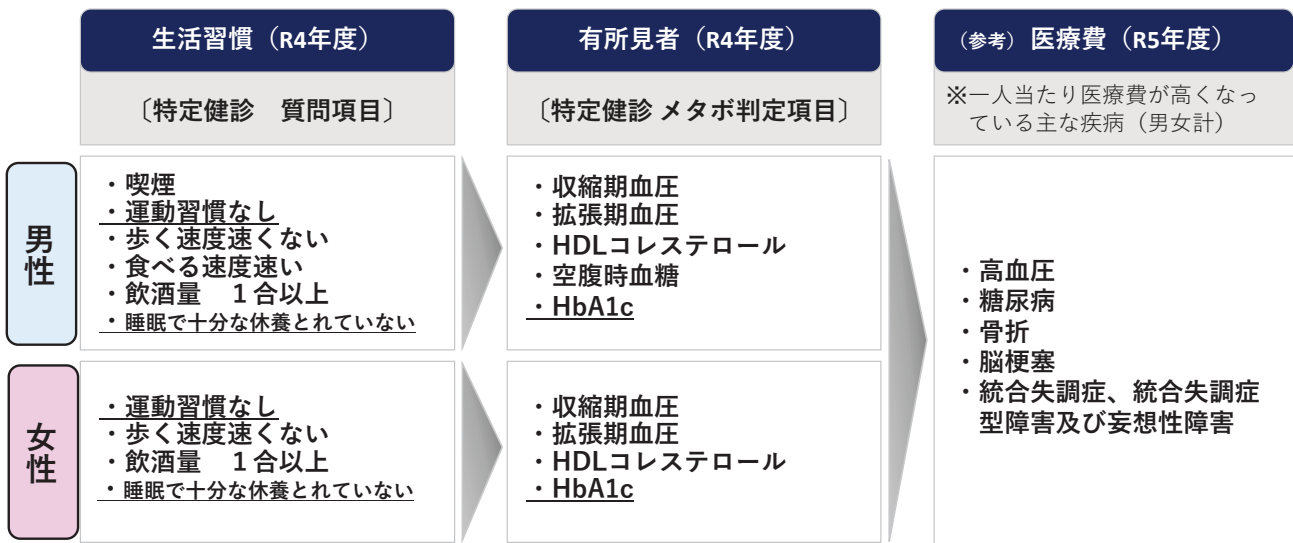 生活習慣（R4年度）
〔特定健診　質問項目〕
有所見者（R4年度）
〔特定健診 メタボ判定項目〕
（参考）医療費（R5年度）
※一人当たり医療費が高くなっ
ている主な疾病（男女計）
男性
・喫煙
・運動習慣なし
・歩く速度速くない
・食べる速度速い
・飲酒量　１合以上
・睡眠で十分な休養とれていない
・収縮期血圧
・拡張期血圧
・HDLコレステロール
・空腹時血糖
・HbA1c
女性
・運動習慣なし
・歩く速度速くない
・飲酒量　１合以上
・睡眠で十分な休養とれていない
・収縮期血圧
・拡張期血圧
・HDLコレステロール
・HbA1c
・高血圧
・糖尿病
・骨折
・脳梗塞
・統合失調症、統合失調症
型障害及び妄想性障害